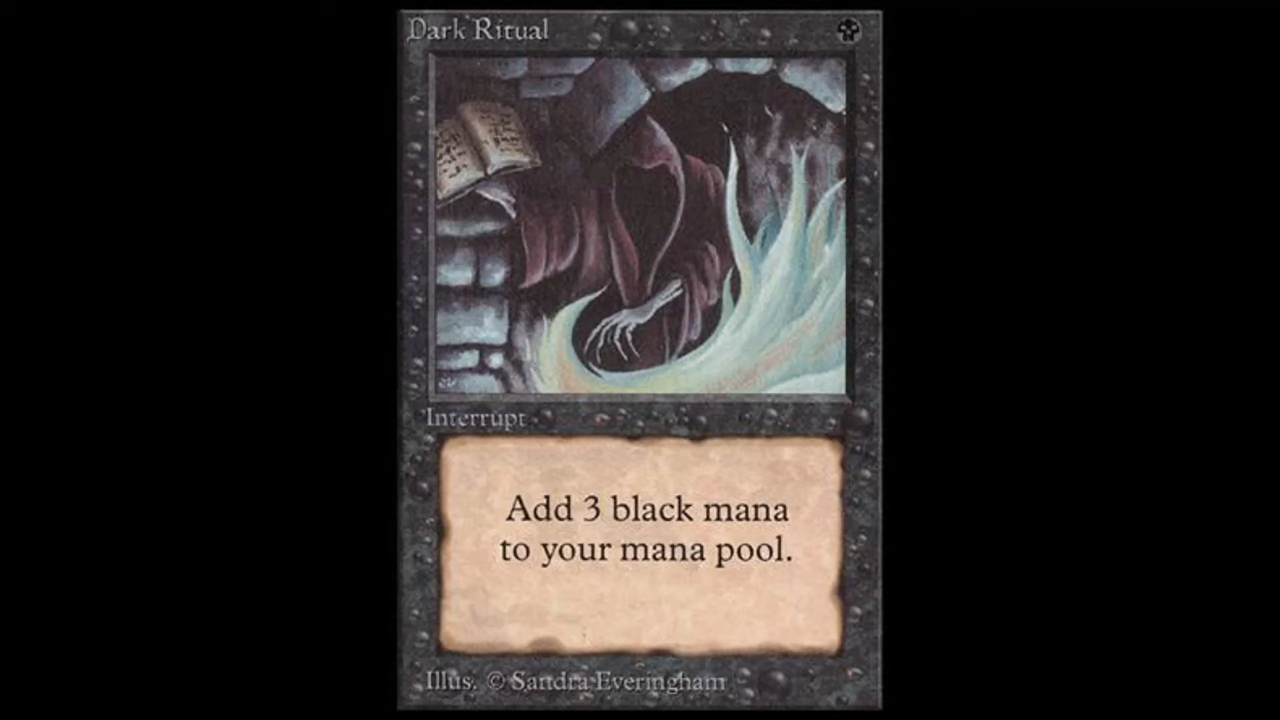 Dark Ritual
Interrupt
Add 3 black mana
to your mana pool.
Illus. © Sandra Everingham